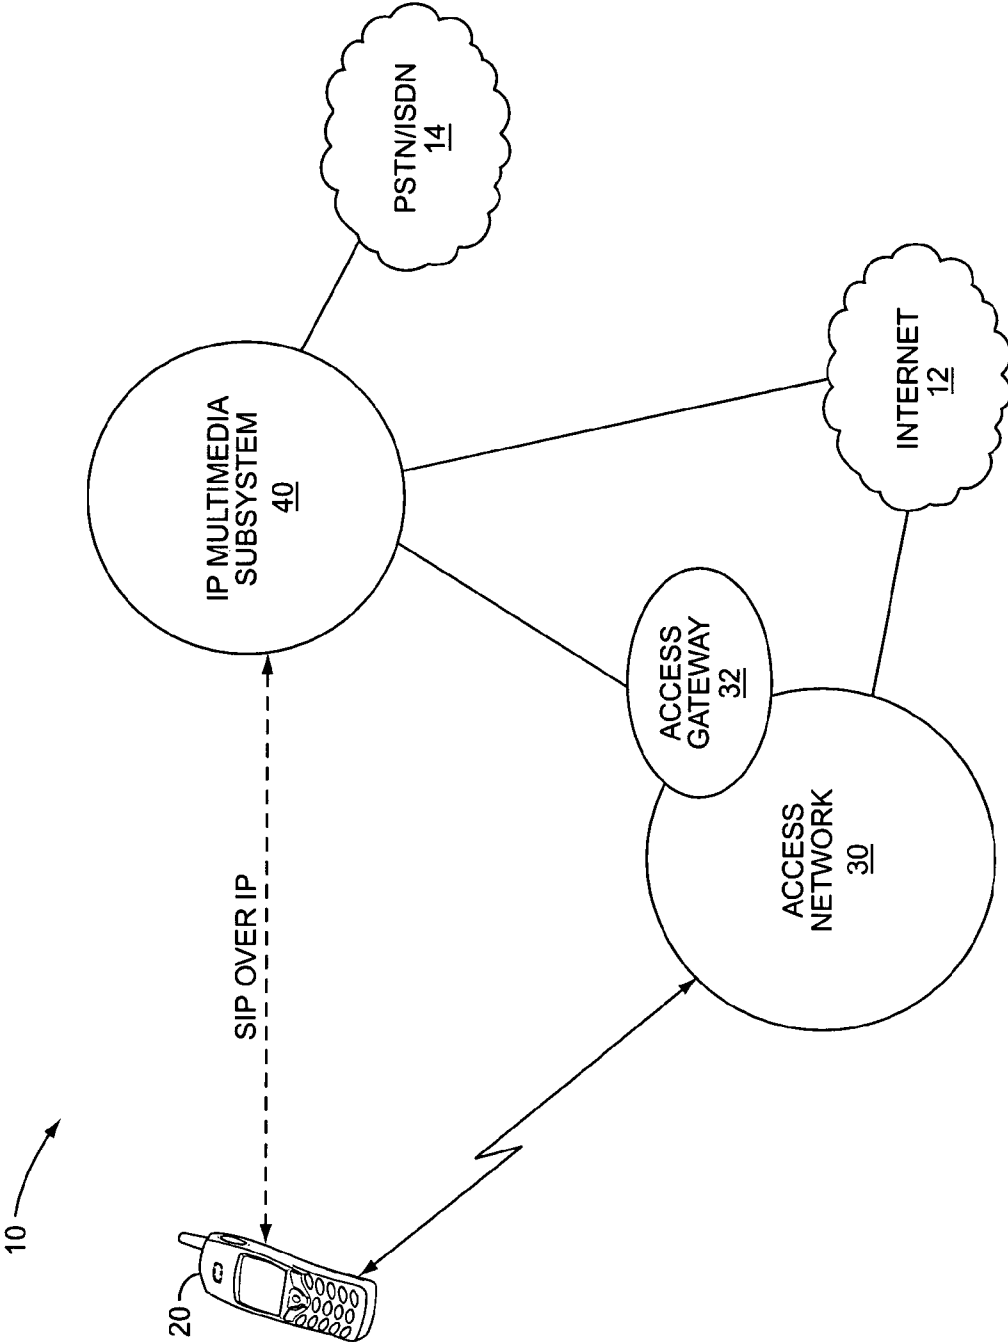 10
20
SIP OVER IP
IP MULTIMEDIA
SUBSYSTEM
40
PSTN/ISDN
14
ACCESS
GATEWAY
32
ACCESS
NETWORK
30
INTERNET
12